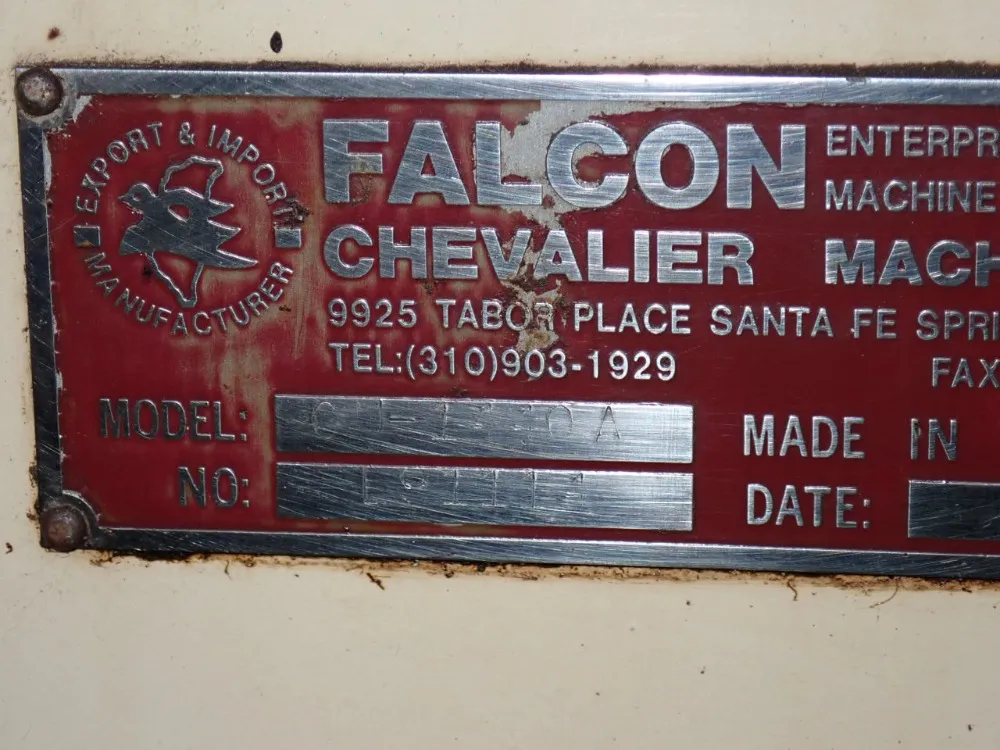 EXPORT & IMPORT
MANUFACTURER
FALCON
ENTERPR
MACHINE
CHEVALIER MACH
9925 TABOR PLACE SANTA FE SPRI
TEL:(310)903-1929
FAX
MODEL:
MADE IN
NO:
DATE: